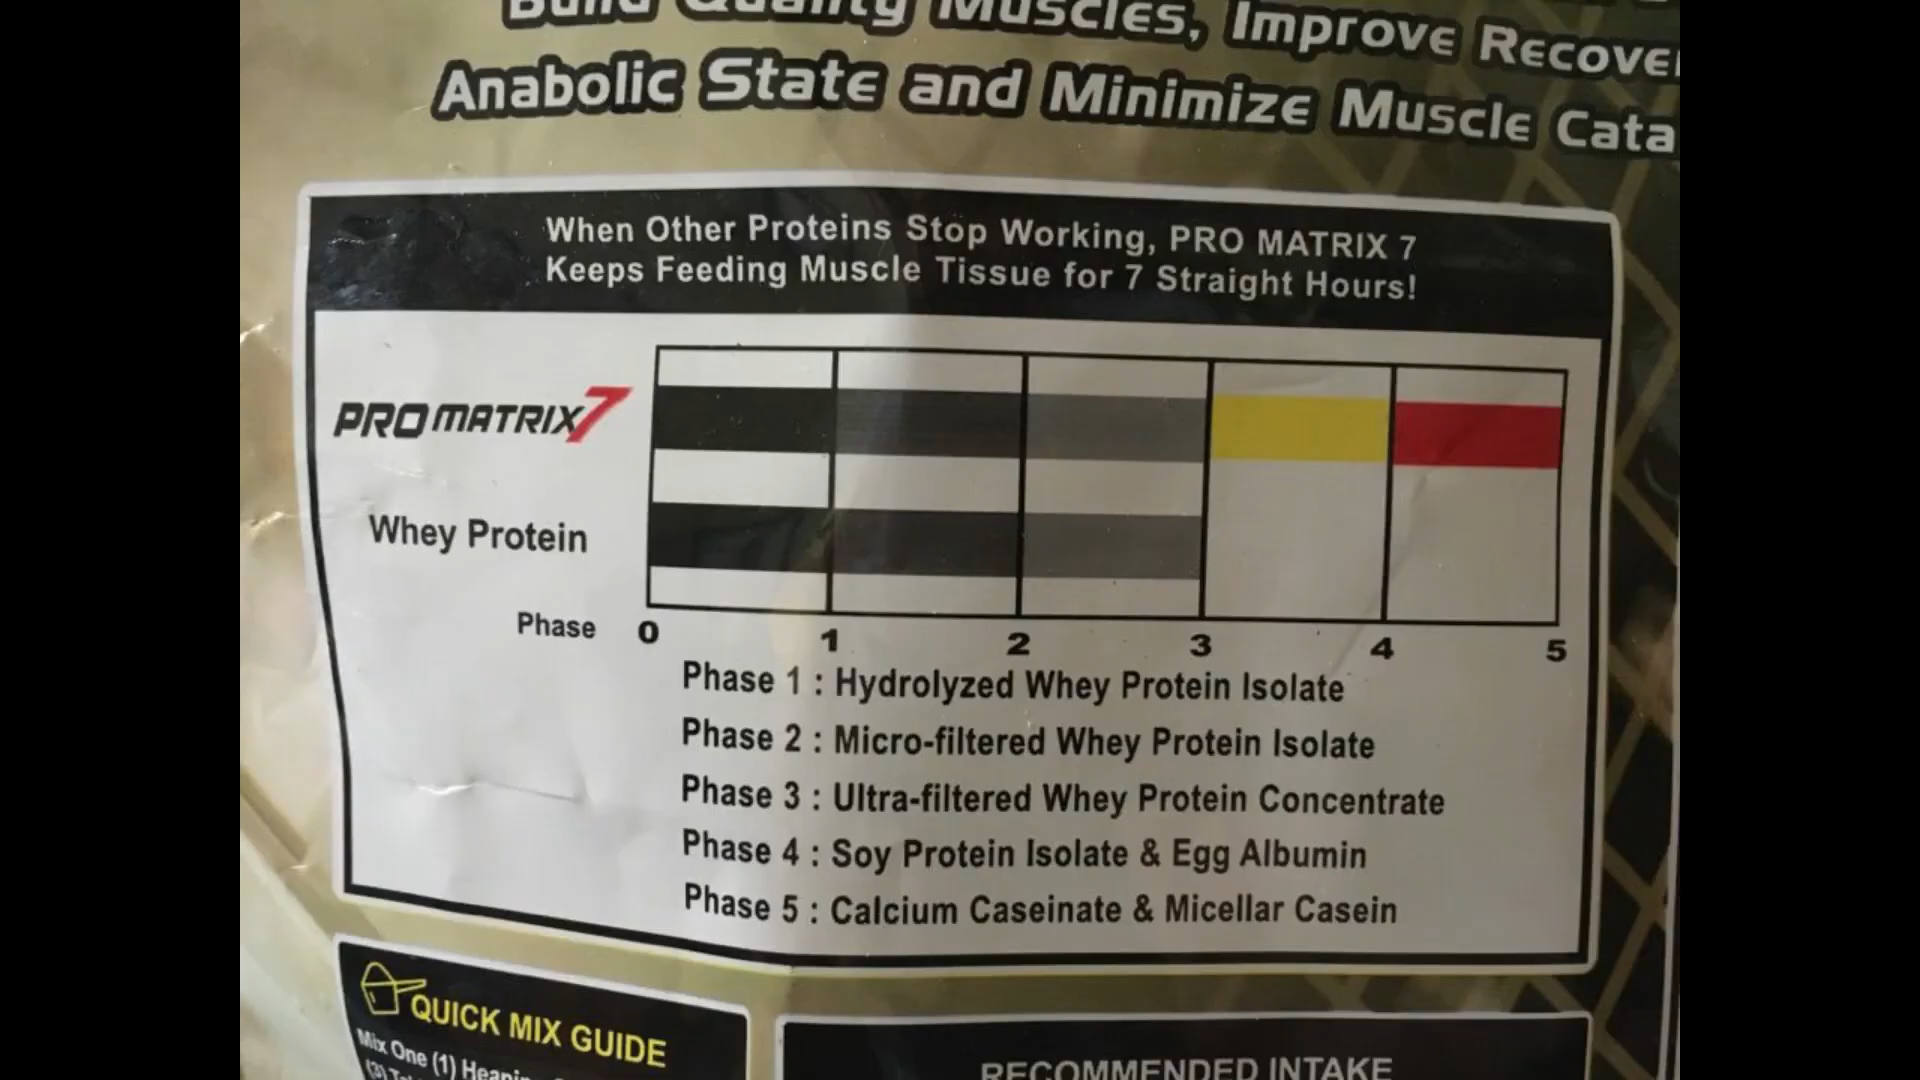 Build Quality Muscles, Improve
Anabolic State and Minimize Muscle
When Other Proteins Stop Working, PRO MATRIX 7
Keeps Feeding Muscle Tissue for 7 Straight Hours!
PRO MATRIX 7
Whey Protein
Phase 0 1 2 3 4 5
Phase 1 : Hydrolyzed Whey Protein Isolate
Phase 2 : Micro-filtered Whey Protein Isolate
Phase 3 : Ultra-filtered Whey Protein Concentrate
Phase 4 : Soy Protein Isolate & Egg Albumin
Phase 5 : Calcium Caseinate & Micellar Casein
QUICK MIX GUIDE
Mix One (1)
(3)
RECOMMENDED INTAKE